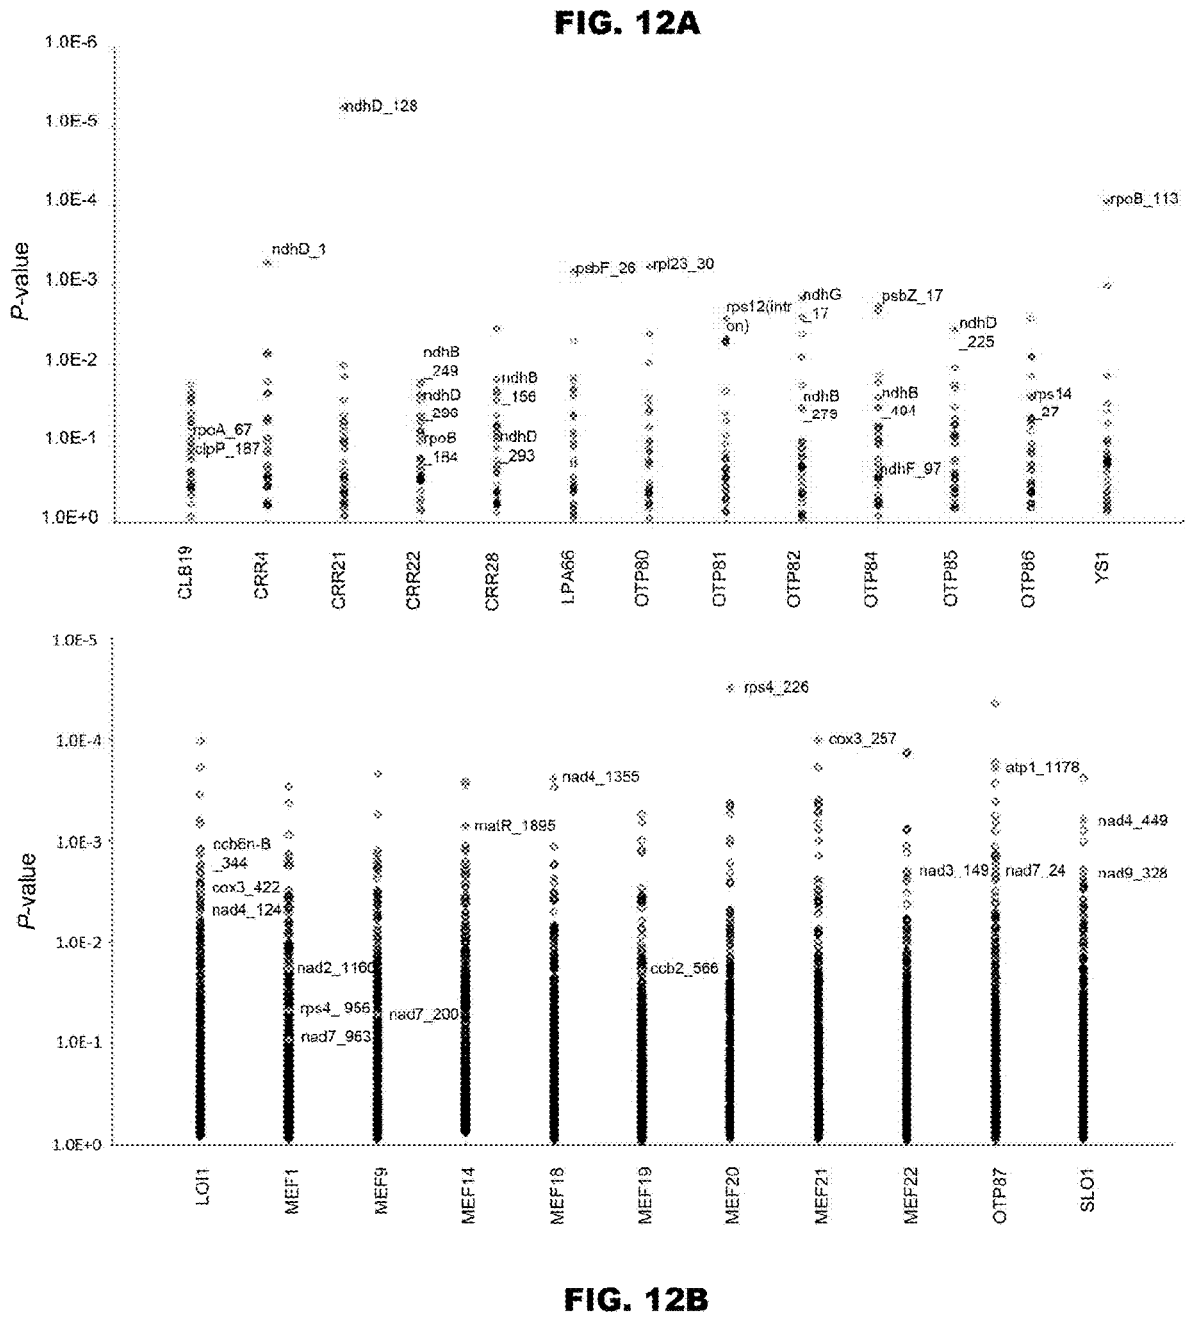 FIG. 12A
1.0E-6
1.0E-5
1.0E-4
1.0E-3
1.0E-2
1.0E-1
1.0E+0
P-value
ndhD_128
rpoB_113
ndhD_1
psbF_26
rpl23_30
rps12(intr
on)
ndhG
_17
psbZ_17
ndhD
_225
ndhB
_249
ndhD
_296
rpoB
_184
ndhB
_156
ndhD
_293
ndhB
_279
ndhB
_494
ndhF_97
rps14
_27
rpoA_67
clpP_187
CLB19
CRR4
CRR21
CRR22
CRR28
LPA66
OTP80
OTP81
OTP82
OTP84
OTP85
OTP86
YS1
1.0E-5
1.0E-4
1.0E-3
1.0E-2
1.0E-1
1.0E+0
P-value
rps4_226
cox3_257
nad4_1355
atp1_1178
matR_1895
nad4_449
ccb6n-B
_344
cox3_422
nad4_124
nad3_149
nad7_24
nad9_328
nad2_1160
ccb2_566
rps4_956
nad7_200
nad7_963
LOI1
MEF1
MEF9
MEF14
MEF18
MEF19
MEF20
MEF21
MEF22
OTP87
SLO1
FIG. 12B